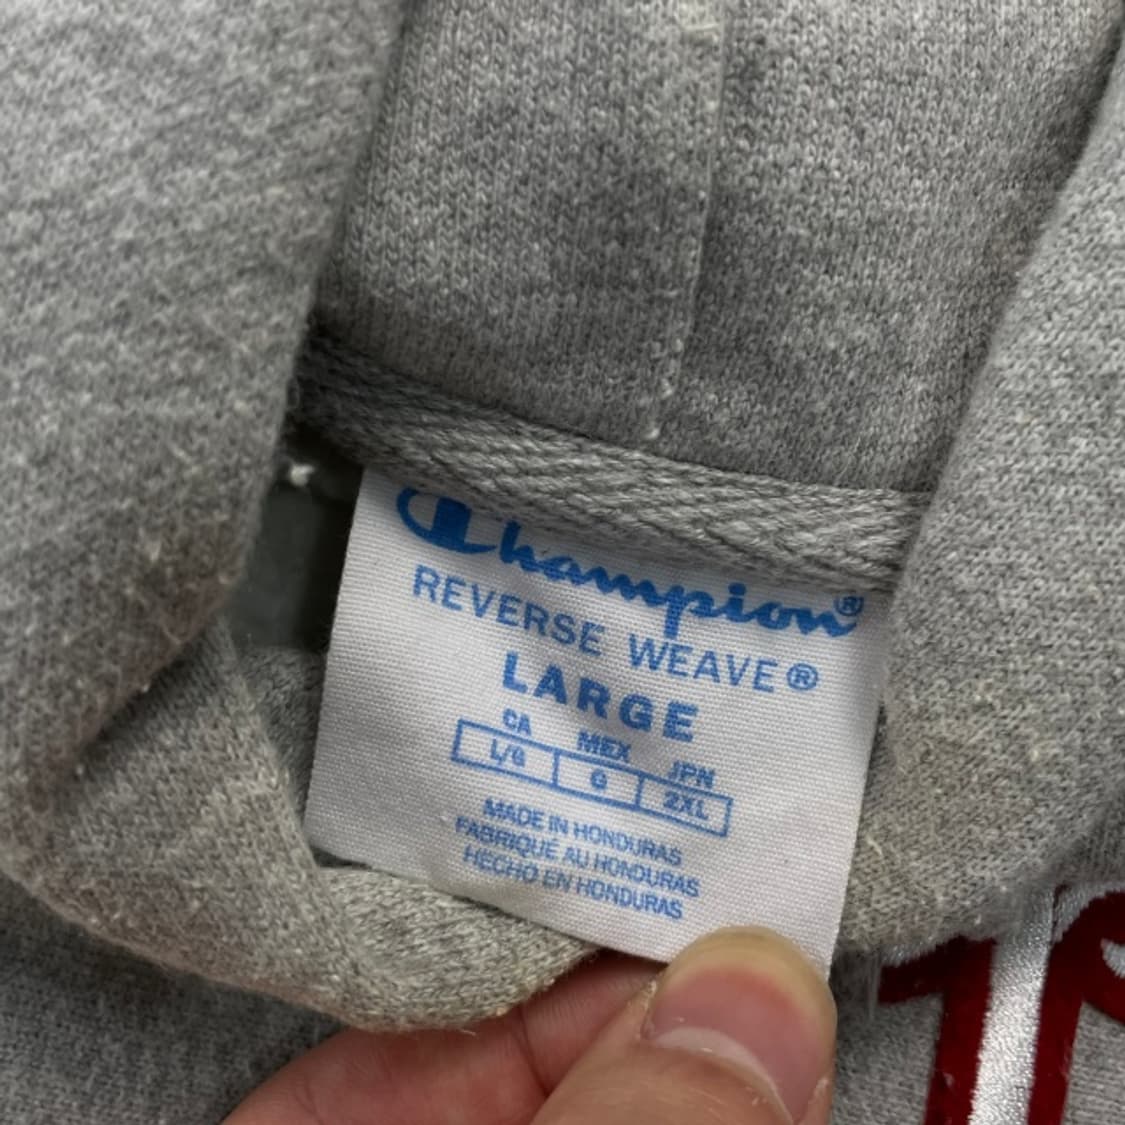 Champion®
REVERSE WEAVE®
LARGE
CA MEX JPN
L/G G 2XL
MADE IN HONDURAS
FABRIQUÉ AU HONDURAS
HECHO EN HONDURAS